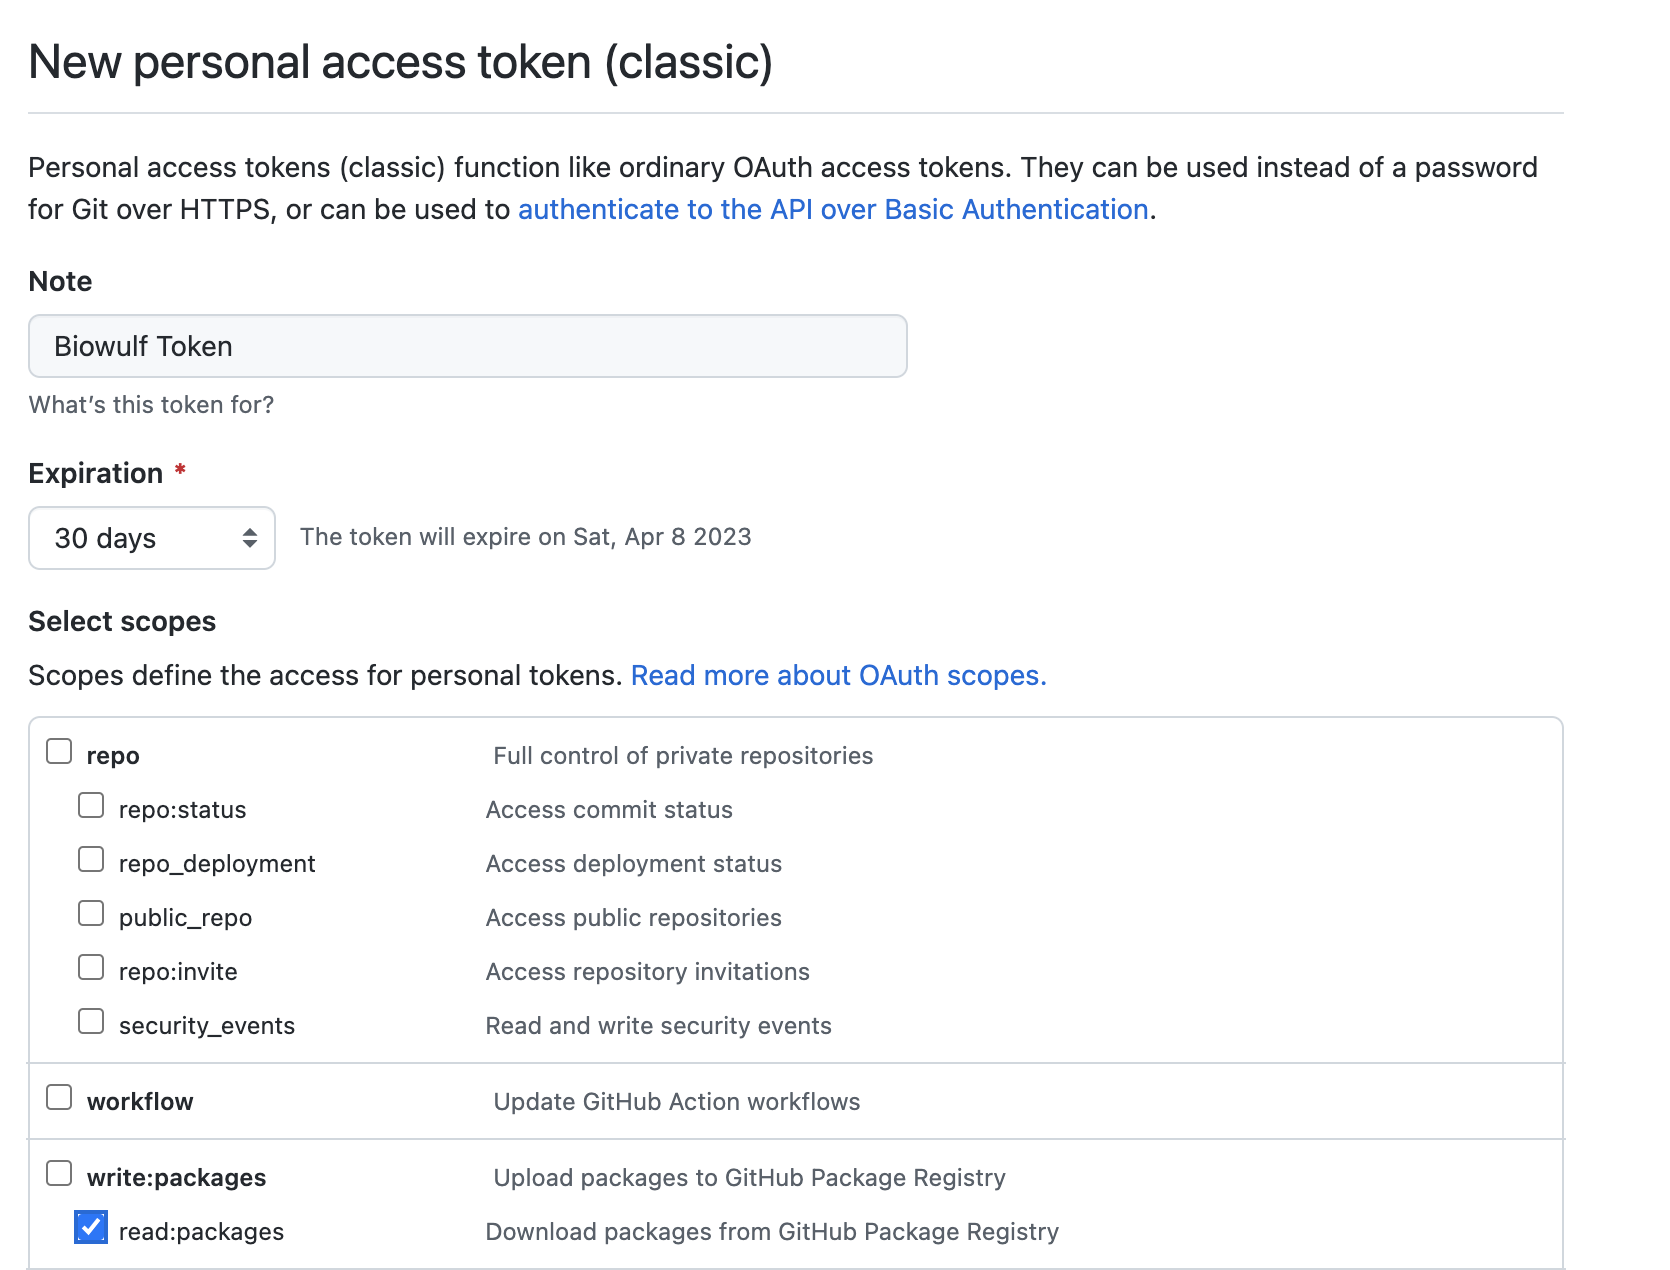 New personal access token (classic)
Personal access tokens (classic) function like ordinary OAuth access tokens. They can be used instead of a password
for Git over HTTPS, or can be used to authenticate to the API over Basic Authentication.
Note
Biowulf Token
What's this token for?
Expiration *
30 days The token will expire on Sat, Apr 8 2023
Select scopes
Scopes define the access for personal tokens. Read more about OAuth scopes.
repo Full control of private repositories
repo:status Access commit status
repo_deployment Access deployment status
public_repo Access public repositories
repo:invite Access repository invitations
security_events Read and write security events
workflow Update GitHub Action workflows
write:packages Upload packages to GitHub Package Registry
read:packages Download packages from GitHub Package Registry